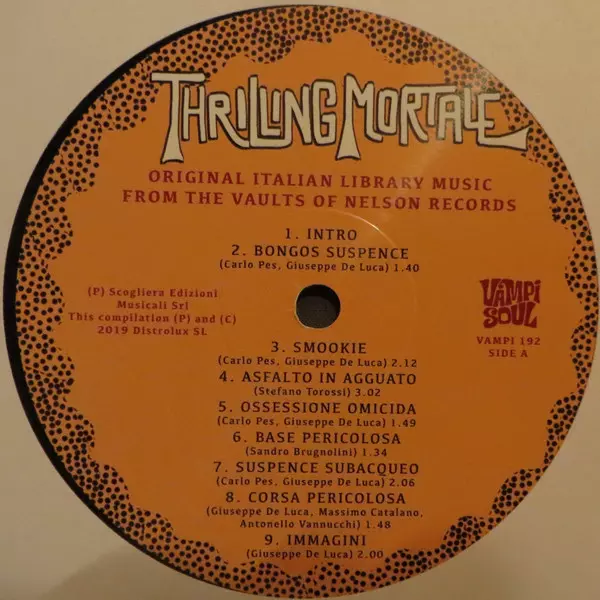 THRILLING MORTALE
ORIGINAL ITALIAN LIBRARY MUSIC
FROM THE VAULTS OF NELSON RECORDS
1. INTRO
2. BONGOS SUSPENCE
(Carlo Pes, Giuseppe De Luca) 1.40
(P) Scogliera Edizioni
Musicali Srl
This compilation (P) and (C)
2019 Distrolux SL
VAMPI
SOUL
VAMPI 192
SIDE A
3. SMOOKIE
(Carlo Pes, Giuseppe De Luca) 2.12
4. ASFALTO IN AGGUATO
(Stefano Torossi) 3.02
5. OSSESSIONE OMICIDA
(Carlo Pes, Giuseppe De Luca) 1.49
6. BASE PERICOLOSA
(Sandro Brugnolini) 1.34
7. SUSPENCE SUBACQUEO
(Carlo Pes, Giuseppe De Luca) 2.06
8. CORSA PERICOLOSA
(Giuseppe De Luca, Massimo Catalano,
Antonello Vannucchi) 1.48
9. IMMAGINI
(Giuseppe De Luca) 2.00